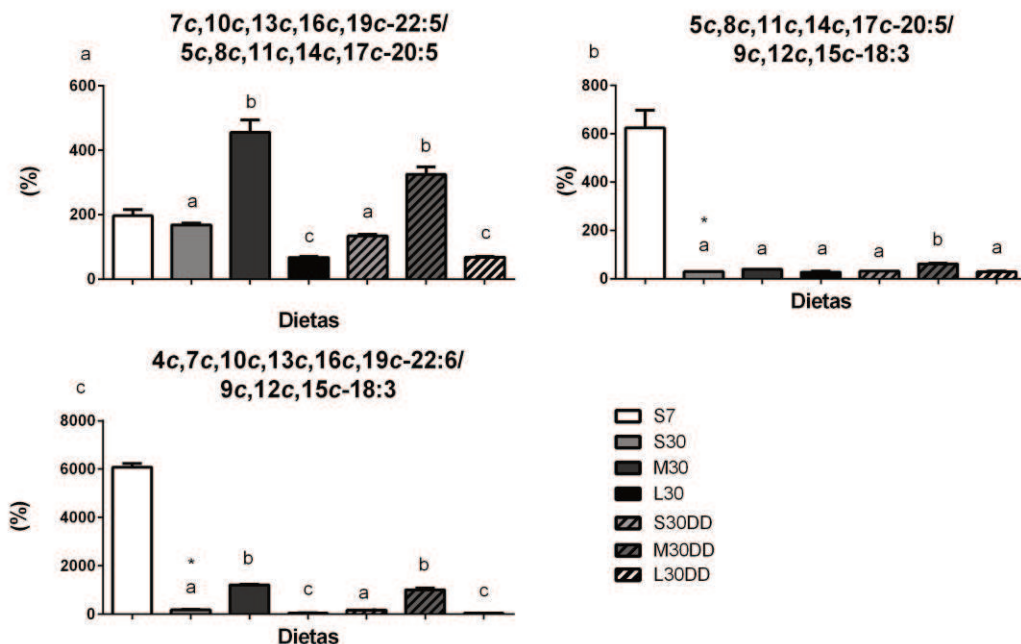 7c,10c,13c,16c,19c-22:5/
5c,8c,11c,14c,17c-20:5
a
600
400
200
0
(%)
a
b
c
a
b
c
Dietas
5c,8c,11c,14c,17c-20:5/
9c,12c,15c-18:3
b
800
600
400
200
0
(%)
*
a
a
a
a
b
a
Dietas
4c,7c,10c,13c,16c,19c-22:6/
9c,12c,15c-18:3
c
8000
6000
4000
2000
0
(%)
*
a
b
c
a
b
c
Dietas
S7
S30
M30
L30
S30DD
M30DD
L30DD